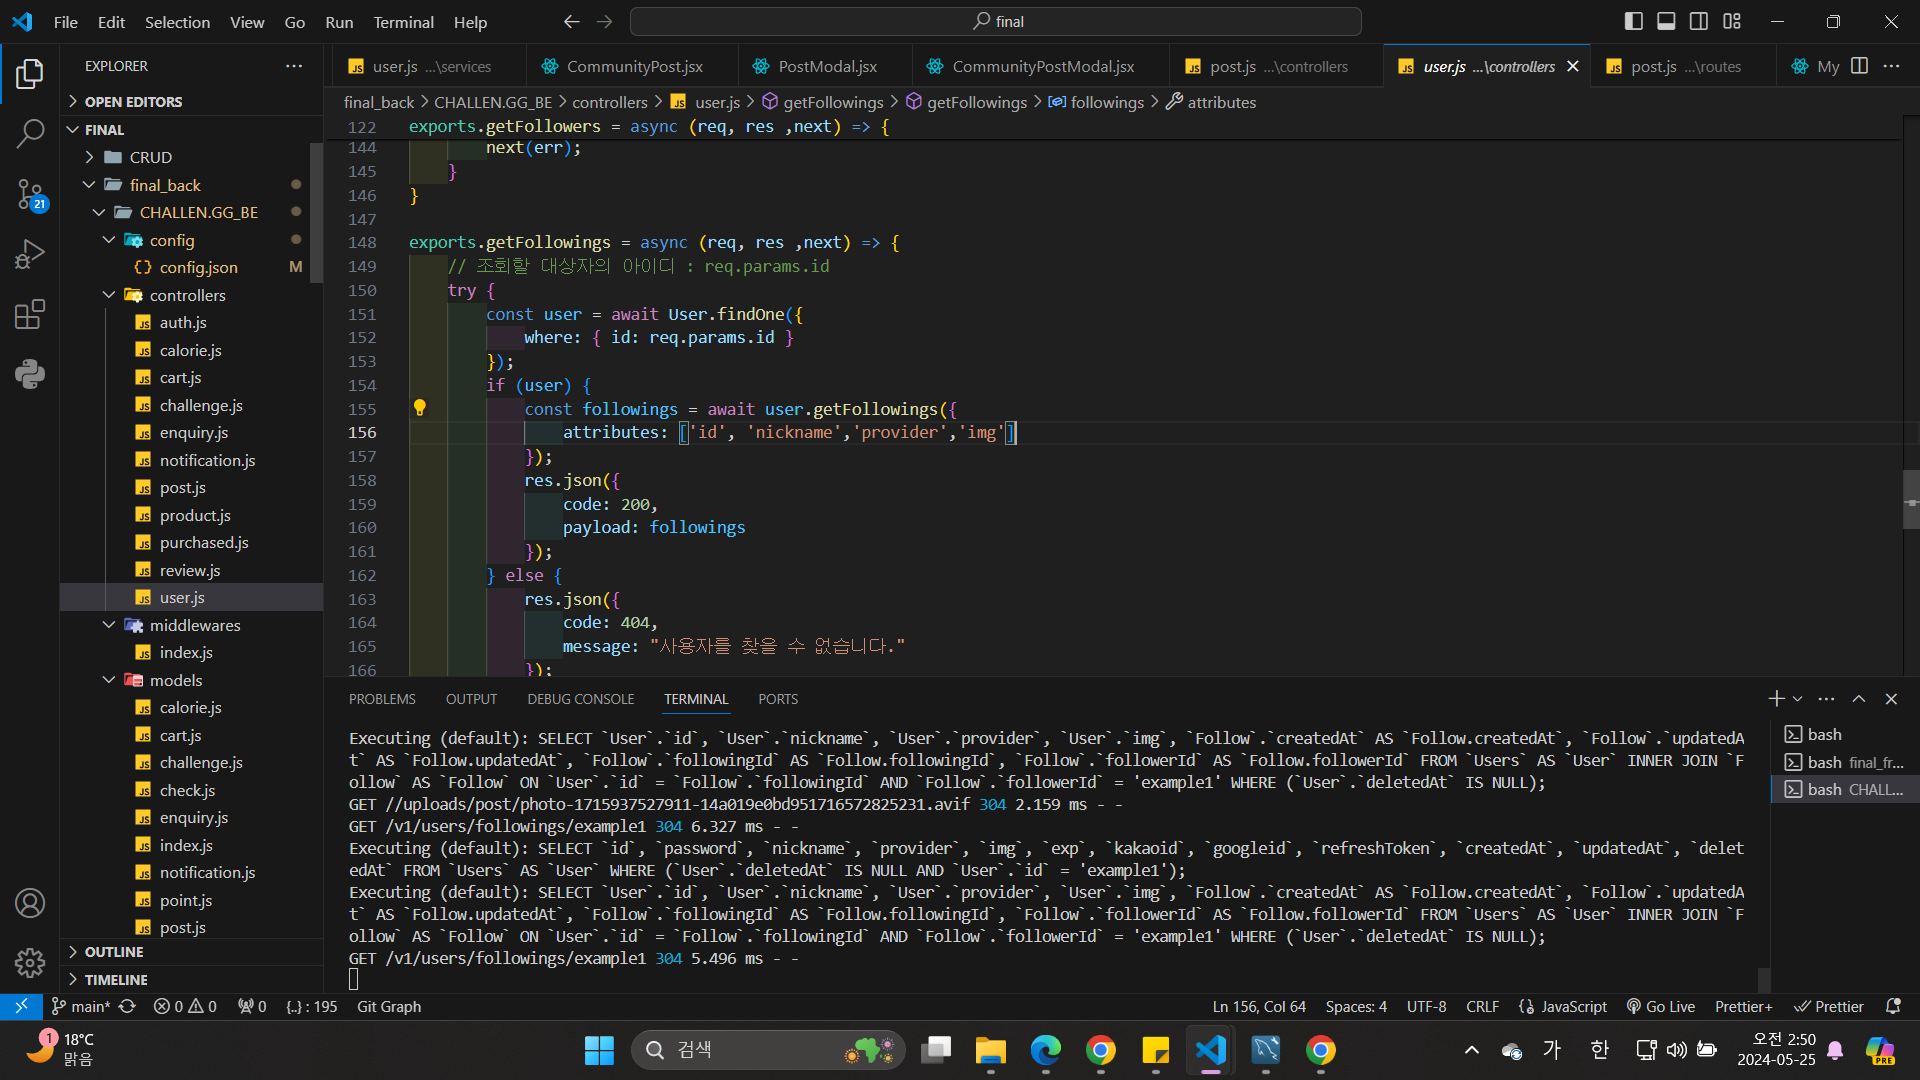 File Edit Selection View Go Run Terminal Help
final
EXPLORER
user.js ...\services
CommunityPost.jsx
PostModal.jsx
CommunityPostModal.jsx
post.js ...\controllers
user.js ...\controllers
post.js ...\routes
My
OPEN EDITORS
FINAL
CRUD
final_back
CHALLEN.GG_BE
config
config.json M
controllers
auth.js
calorie.js
cart.js
challenge.js
enquiry.js
notification.js
post.js
product.js
purchased.js
review.js
user.js
middlewares
index.js
models
calorie.js
cart.js
challenge.js
check.js
enquiry.js
index.js
notification.js
point.js
post.js
OUTLINE
TIMELINE
21
final_back > CHALLEN.GG_BE > controllers > user.js > getFollowings > getFollowings > followings > attributes
122 exports.getFollowers = async (req, res ,next) => {
144 next(err);
145 }
146 }
147
148 exports.getFollowings = async (req, res ,next) => {
149 // 조회할 대상자의 아이디 : req.params.id
150 try {
151 const user = await User.findOne({
152 where: { id: req.params.id }
153 });
154 if (user) {
155 const followings = await user.getFollowings({
156 attributes: ['id', 'nickname','provider','img']
157 });
158 res.json({
159 code: 200,
160 payload: followings
161 });
162 } else {
163 res.json({
164 code: 404,
165 message: "사용자를 찾을 수 없습니다."
166 });
PROBLEMS OUTPUT DEBUG CONSOLE TERMINAL PORTS
Executing (default): SELECT `User`.`id`, `User`.`nickname`, `User`.`provider`, `User`.`img`, `Follow`.`createdAt` AS `Follow.createdAt`, `Follow`.`updatedA
t` AS `Follow.updatedAt`, `Follow`.`followingId` AS `Follow.followingId`, `Follow`.`followerId` AS `Follow.followerId` FROM `Users` AS `User` INNER JOIN `F
ollow` AS `Follow` ON `User`.`id` = `Follow`.`followingId` AND `Follow`.`followerId` = 'example1' WHERE (`User`.`deletedAt` IS NULL);
GET //uploads/post/photo-1715937527911-14a019e0bd951716572825231.avif 304 2.159 ms - -
GET /v1/users/followings/example1 304 6.327 ms - -
Executing (default): SELECT `id`, `password`, `nickname`, `provider`, `img`, `exp`, `kakaoid`, `googleid`, `refreshToken`, `createdAt`, `updatedAt`, `delet
edAt` FROM `Users` AS `User` WHERE (`User`.`deletedAt` IS NULL AND `User`.`id` = 'example1');
Executing (default): SELECT `User`.`id`, `User`.`nickname`, `User`.`provider`, `User`.`img`, `Follow`.`createdAt` AS `Follow.createdAt`, `Follow`.`updatedA
t` AS `Follow.updatedAt`, `Follow`.`followingId` AS `Follow.followingId`, `Follow`.`followerId` AS `Follow.followerId` FROM `Users` AS `User` INNER JOIN `F
ollow` AS `Follow` ON `User`.`id` = `Follow`.`followingId` AND `Follow`.`followerId` = 'example1' WHERE (`User`.`deletedAt` IS NULL);
GET /v1/users/followings/example1 304 5.496 ms - -
bash
bash final_fr...
bash CHALL...
main* 0 0 0 {..} : 195 Git Graph
Ln 156, Col 64 Spaces: 4 UTF-8 CRLF JavaScript Go Live Prettier+ Prettier
1
18°C
맑음
검색
가
한
오전 2:50
2024-05-25
PRE